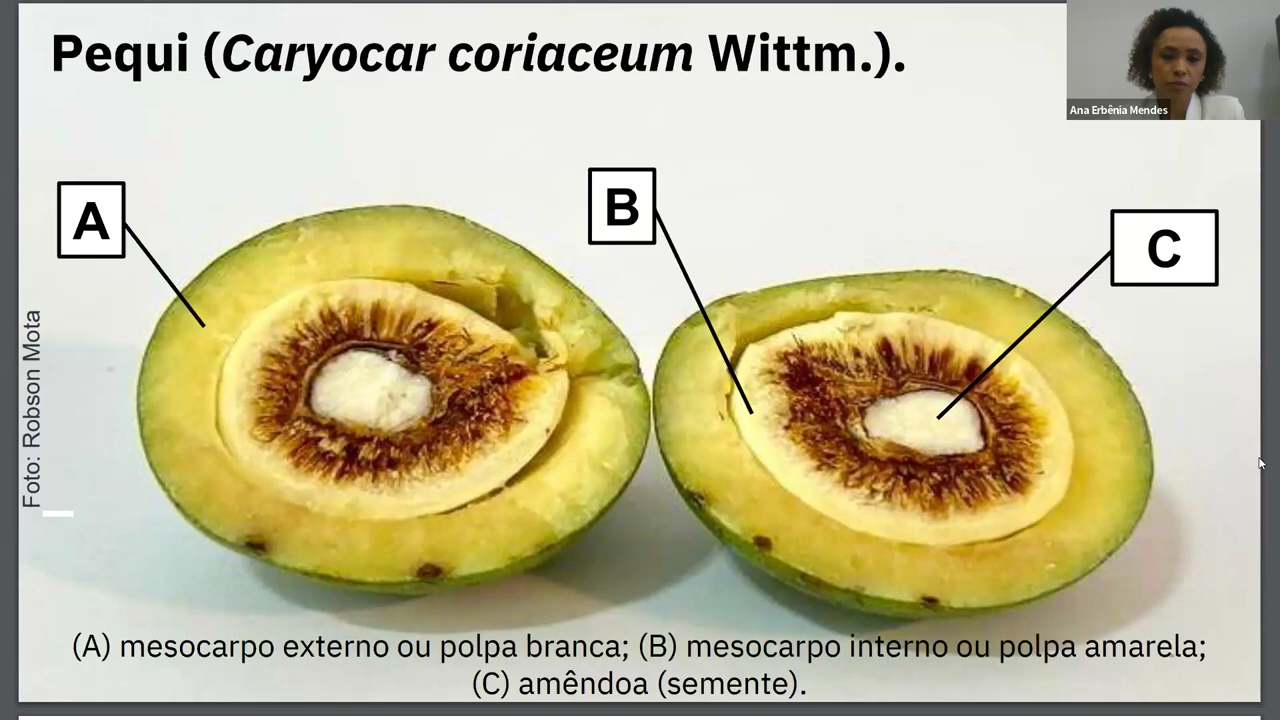 Pequi (Caryocar coriaceum Wittm.).
Ana Erbênia Mendes
A
B
C
Foto: Robson Mota
(A) mesocarpo externo ou polpa branca; (B) mesocarpo interno ou polpa amarela;
(C) amêndoa (semente).